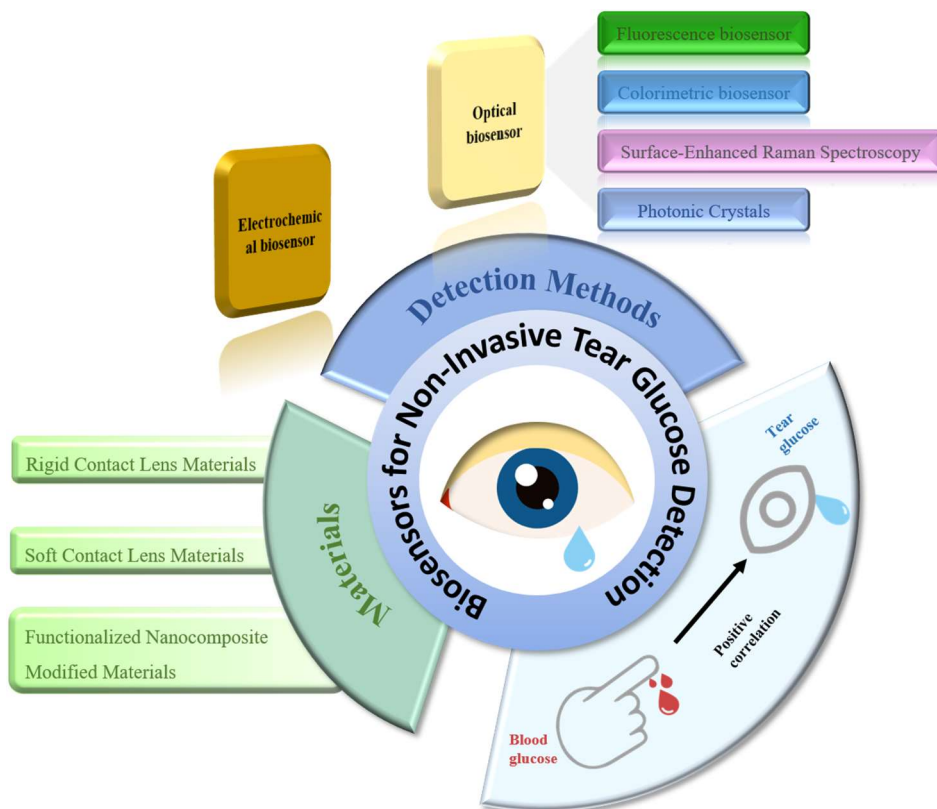 Fluorescence biosensor
Colorimetric biosensor
Surface-Enhanced Raman Spectroscopy
Photonic Crystals
Optical
biosensor
Electrochemic
al biosensor
Detection Methods
Biosensors for Non-Invasive Tear Glucose Detection
Materials
Rigid Contact Lens Materials
Soft Contact Lens Materials
Functionalized Nanocomposite
Modified Materials
Tear
glucose
Positive
correlation
Blood
glucose